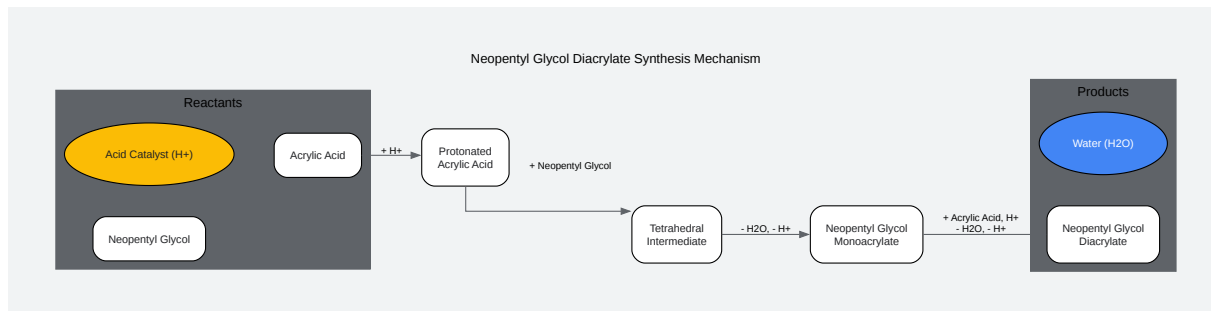 Neopentyl Glycol Diacrylate Synthesis Mechanism
Reactants
Acid Catalyst (H+)
Acrylic Acid
Neopentyl Glycol
+ H+
Protonated
Acrylic Acid
+ Neopentyl Glycol
Tetrahedral
Intermediate
- H2O, - H+
Neopentyl Glycol
Monoacrylate
+ Acrylic Acid, H+
- H2O, - H+
Products
Water (H2O)
Neopentyl Glycol
Diacrylate